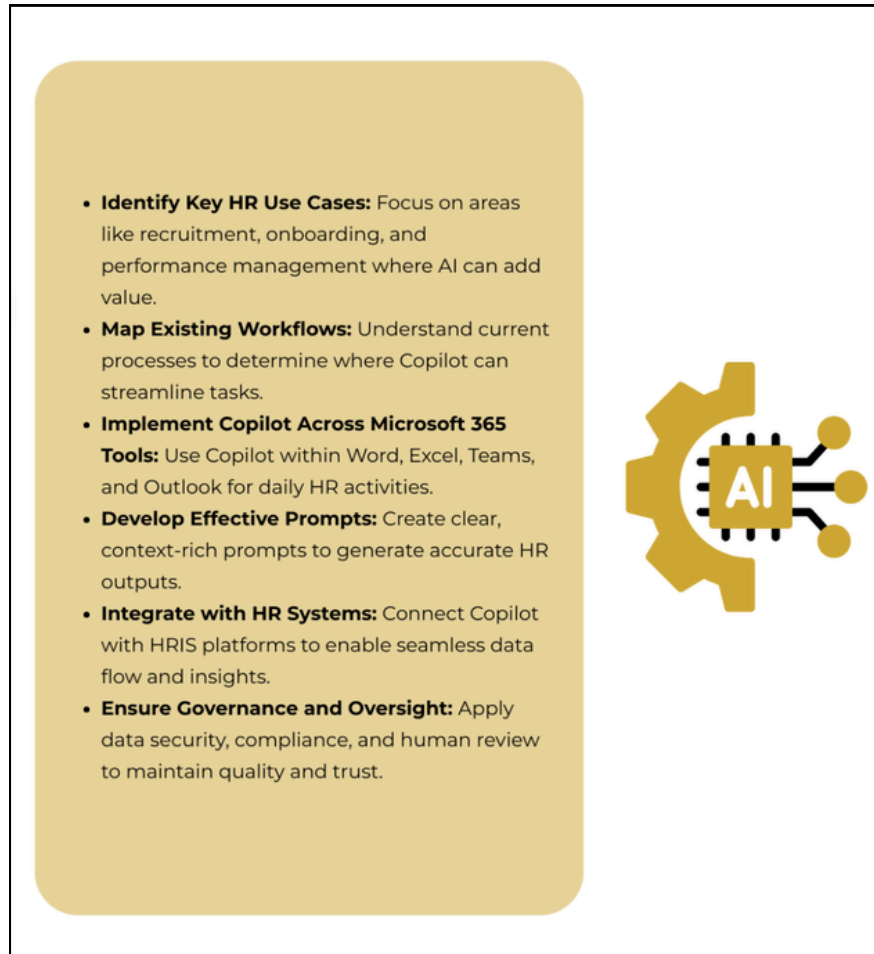 • Identify Key HR Use Cases: Focus on areas
like recruitment, onboarding, and
performance management where AI can add
value.
• Map Existing Workflows: Understand current
processes to determine where Copilot can
streamline tasks.
• Implement Copilot Across Microsoft 365
Tools: Use Copilot within Word, Excel, Teams,
and Outlook for daily HR activities.
• Develop Effective Prompts: Create clear,
context-rich prompts to generate accurate HR
outputs.
• Integrate with HR Systems: Connect Copilot
with HRIS platforms to enable seamless data
flow and insights.
• Ensure Governance and Oversight: Apply
data security, compliance, and human review
to maintain quality and trust.
AI